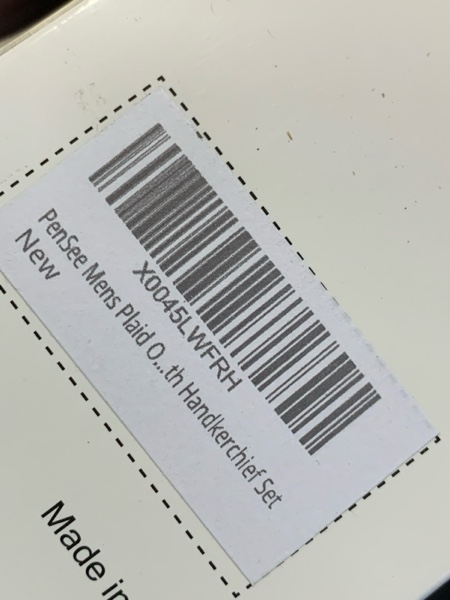 X0045LWFRH
PenSee Mens Plaid O...th Handkerchief Set
New
Made in